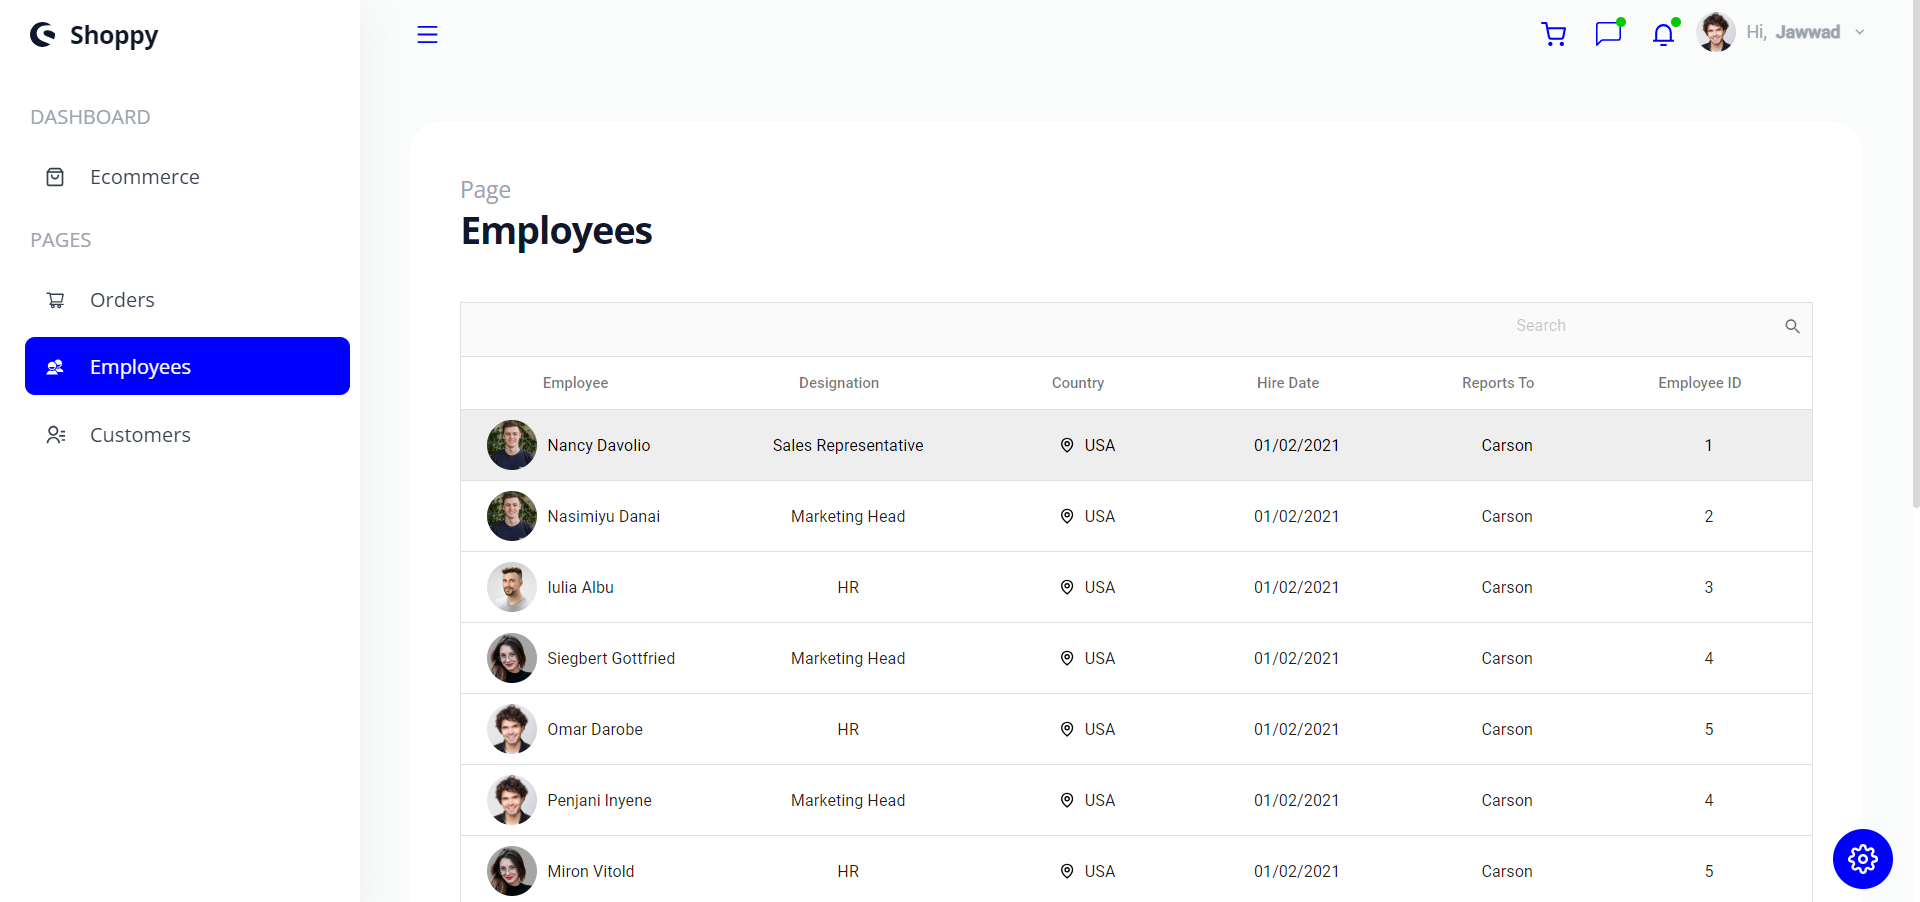 Shoppy
Hi, Jawwad
DASHBOARD
Ecommerce
PAGES
Orders
Employees
Customers
Page
Employees
Search
Employee Designation Country Hire Date Reports To Employee ID
Nancy Davolio Sales Representative USA 01/02/2021 Carson 1
Nasimiyu Danai Marketing Head USA 01/02/2021 Carson 2
Iulia Albu HR USA 01/02/2021 Carson 3
Siegbert Gottfried Marketing Head USA 01/02/2021 Carson 4
Omar Darobe HR USA 01/02/2021 Carson 5
Penjani Inyene Marketing Head USA 01/02/2021 Carson 4
Miron Vitold HR USA 01/02/2021 Carson 5